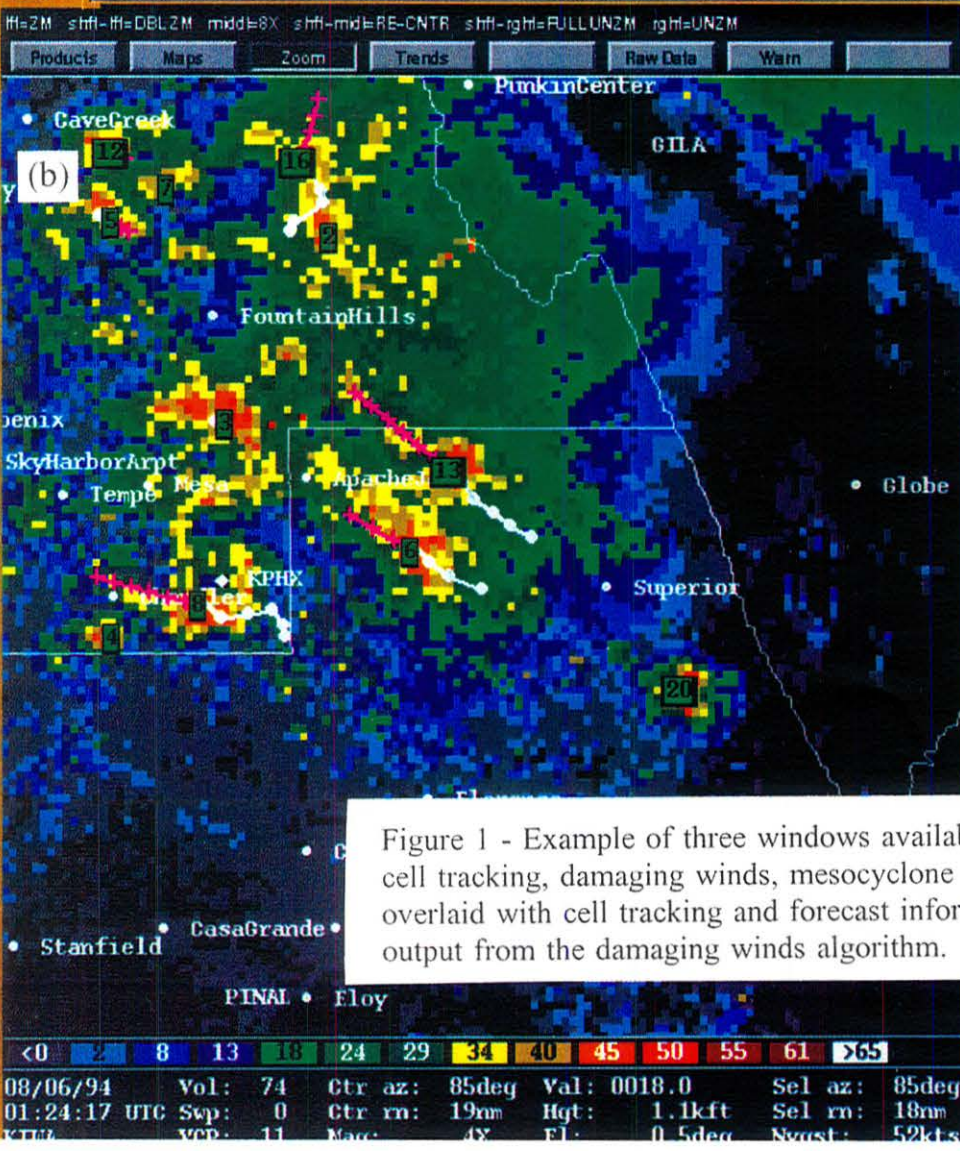 lft=ZM shft-lft=DBLZM middl=8X shft-mid=RE-CNTR shft-rght=FULLUNZM rght=UNZM
Products Maps Zoom Trends Raw Data Warn
PunkinCenter
CaveCreek
GILA
12
16
(b)
7
5
2
FountainHills
3
SkyHarborArpt
13
Globe
Tempe Mesa
6
KPHX
Superior
8
4
20
Figure 1 - Example of three windows
cell tracking, damaging winds, mesocyclone
overlaid with cell tracking and forecast
output from the damaging winds algorithm.
CasaGrande
Stanfield
PINAL Eloy
<0 2 8 13 18 24 29 34 40 45 50 55 61 >65
08/06/94 Vol: 74 Ctr az: 85deg Val: 0018.0 Sel az: 85deg
01:24:17 UTC Swp: 0 Ctr rn: 19nm Hgt: 1.1kft Sel rn: 18nm
VCP: 11 Mag: 4X El: 0.5deg Nyqst: 52kts